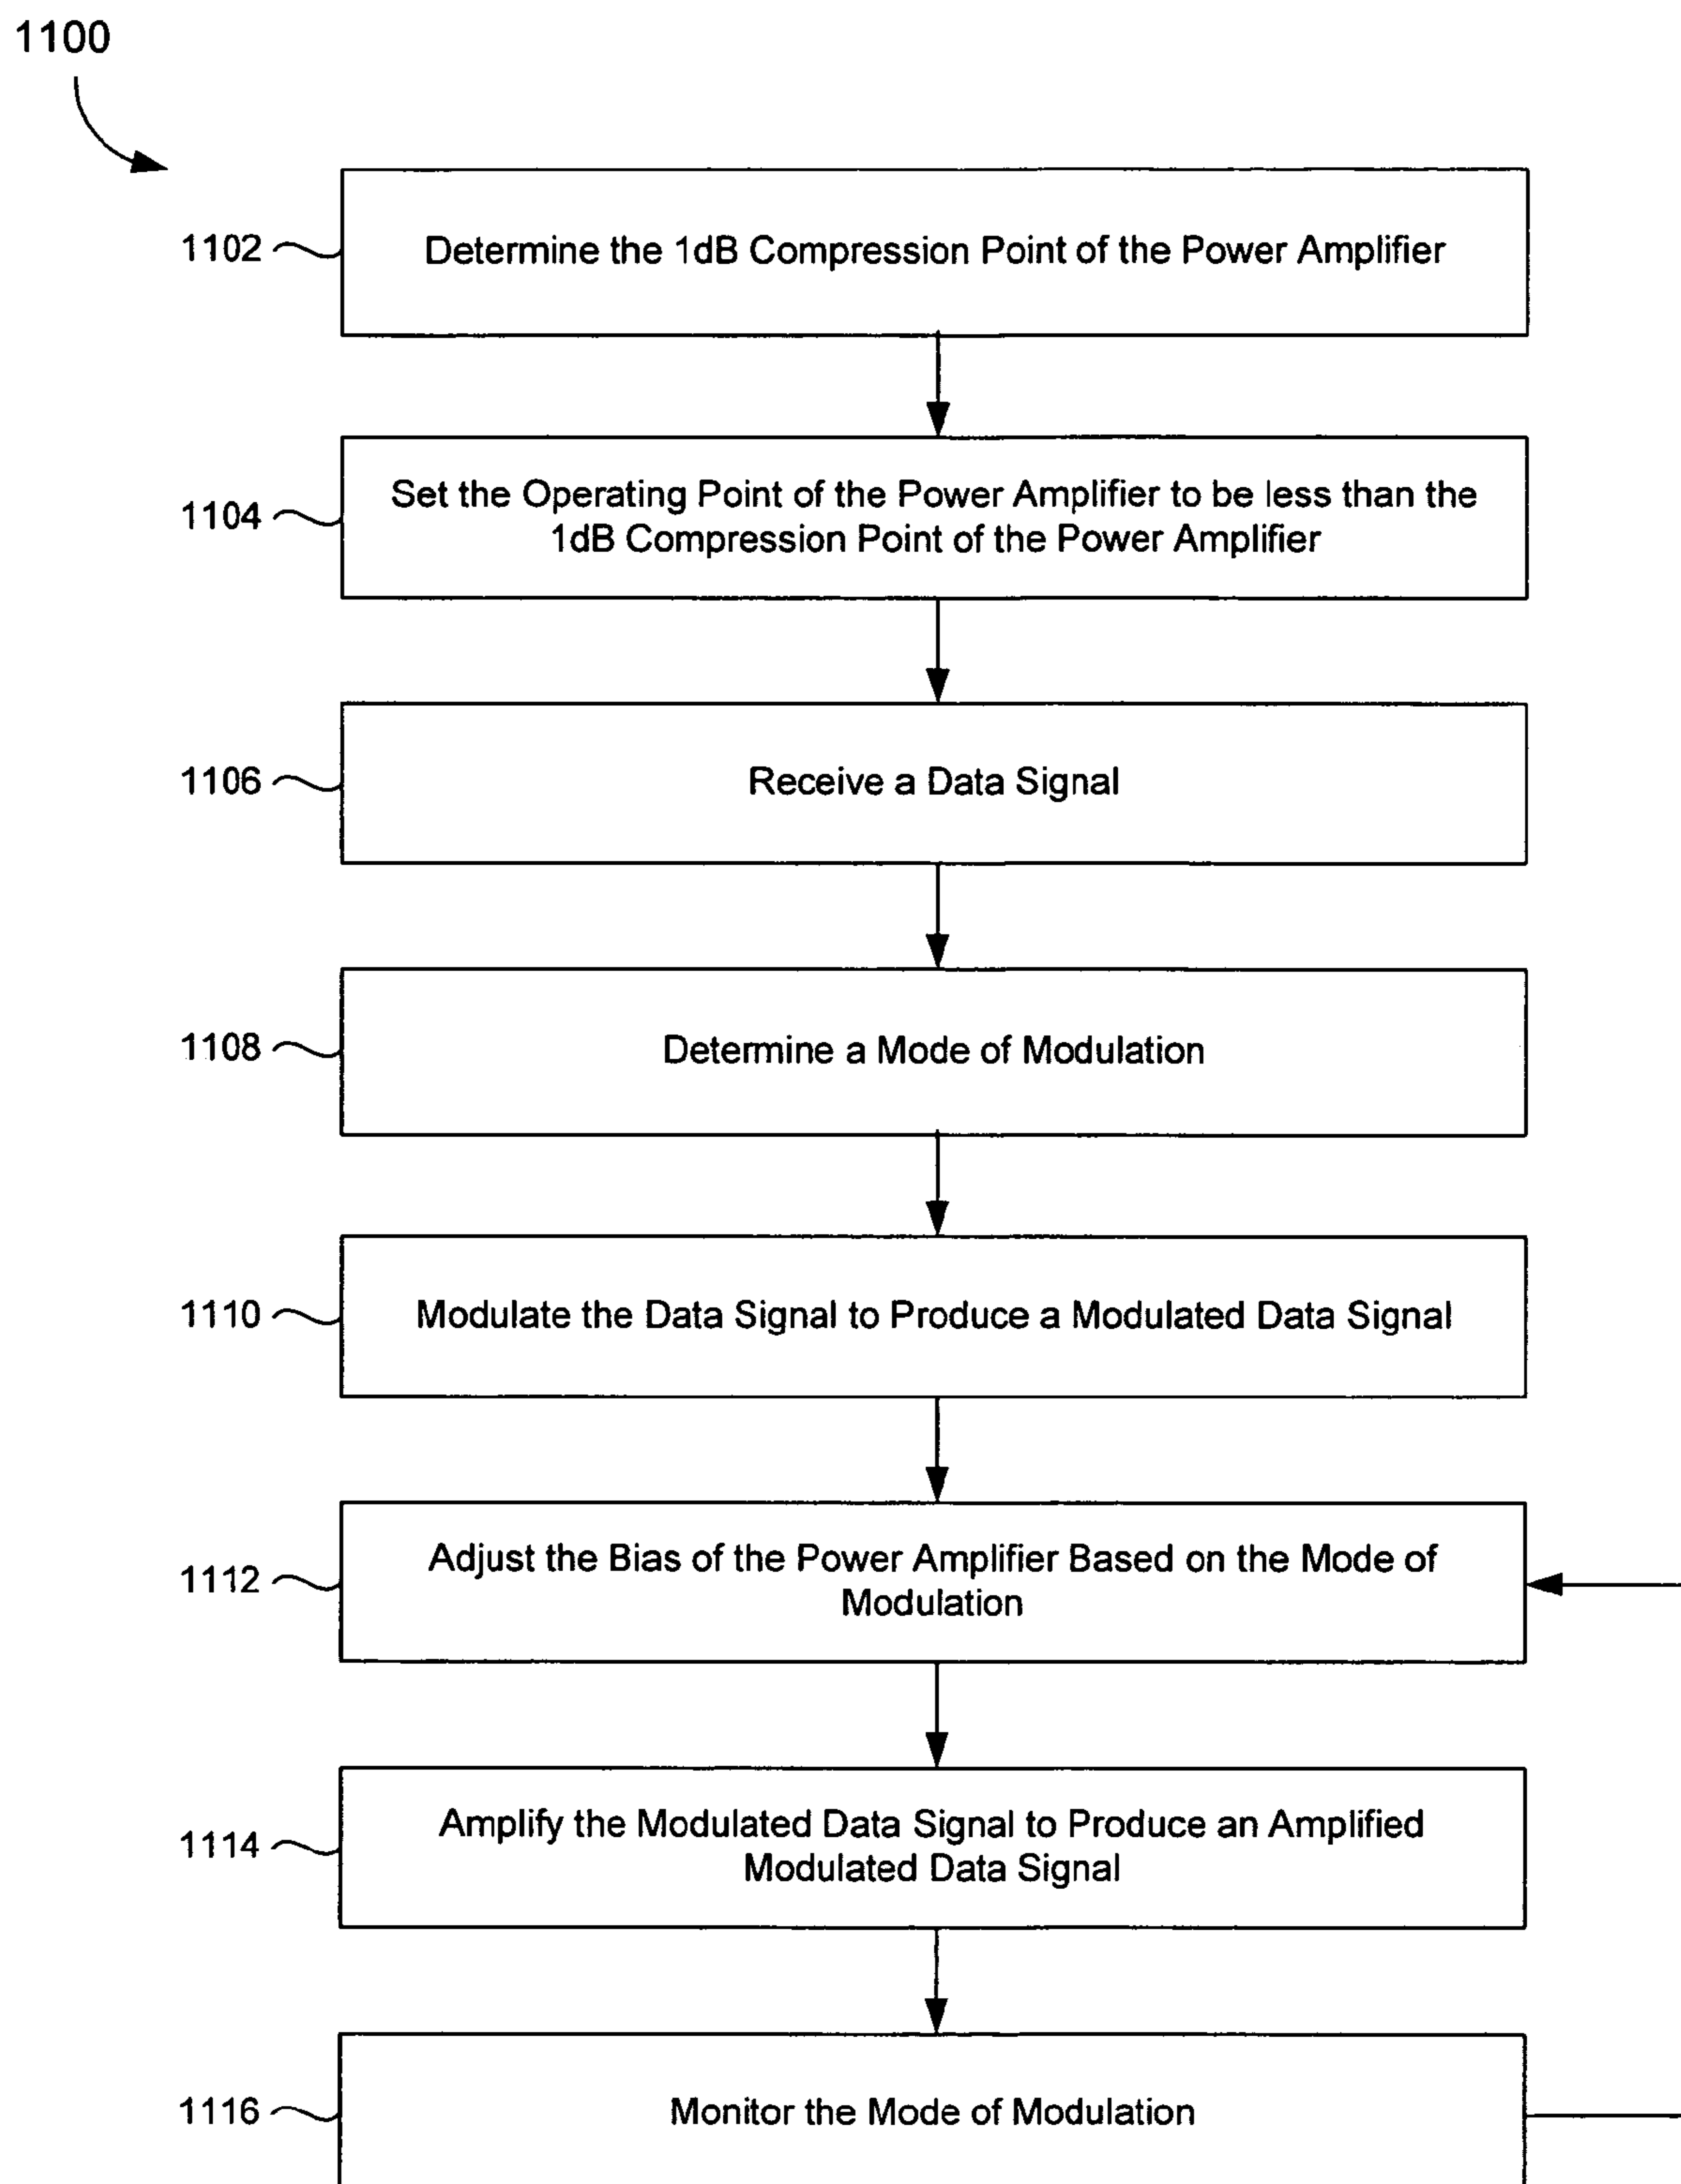 1100
1102
Determine the 1dB Compression Point of the Power Amplifier
1104
Set the Operating Point of the Power Amplifier to be less than the
1dB Compression Point of the Power Amplifier
1106
Receive a Data Signal
1108
Determine a Mode of Modulation
1110
Modulate the Data Signal to Produce a Modulated Data Signal
1112
Adjust the Bias of the Power Amplifier Based on the Mode of
Modulation
1114
Amplify the Modulated Data Signal to Produce an Amplified
Modulated Data Signal
1116
Monitor the Mode of Modulation